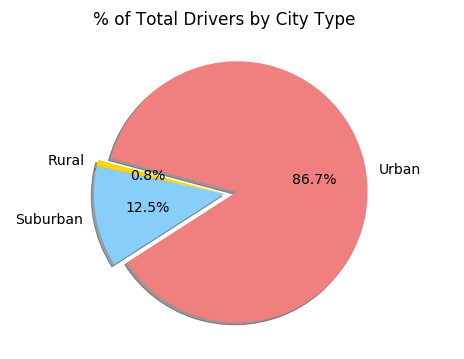 % of Total Drivers by City Type
Rural
0.8%
Suburban
12.5%
86.7%
Urban